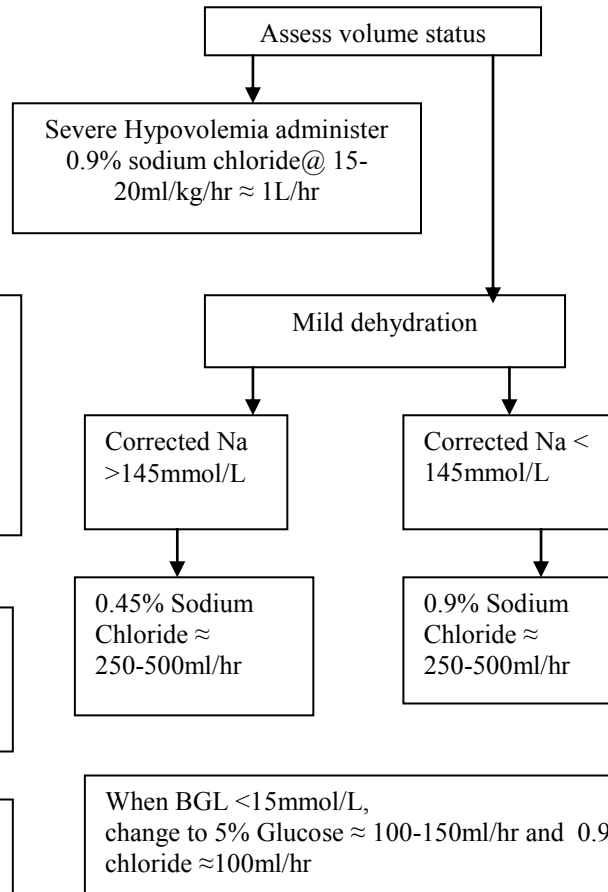 Assess volume status
Severe Hypovolemia administer
0.9% sodium chloride@ 15-
20ml/kg/hr ≈ 1L/hr
Mild dehydration
Corrected Na
>145mmol/L
Corrected Na <
145mmol/L
0.45% Sodium
Chloride ≈
250-500ml/hr
0.9% Sodium
Chloride ≈
250-500ml/hr
When BGL <15mmol/L,
change to 5% Glucose ≈ 100-150ml/hr and 0.9
chloride ≈100ml/hr